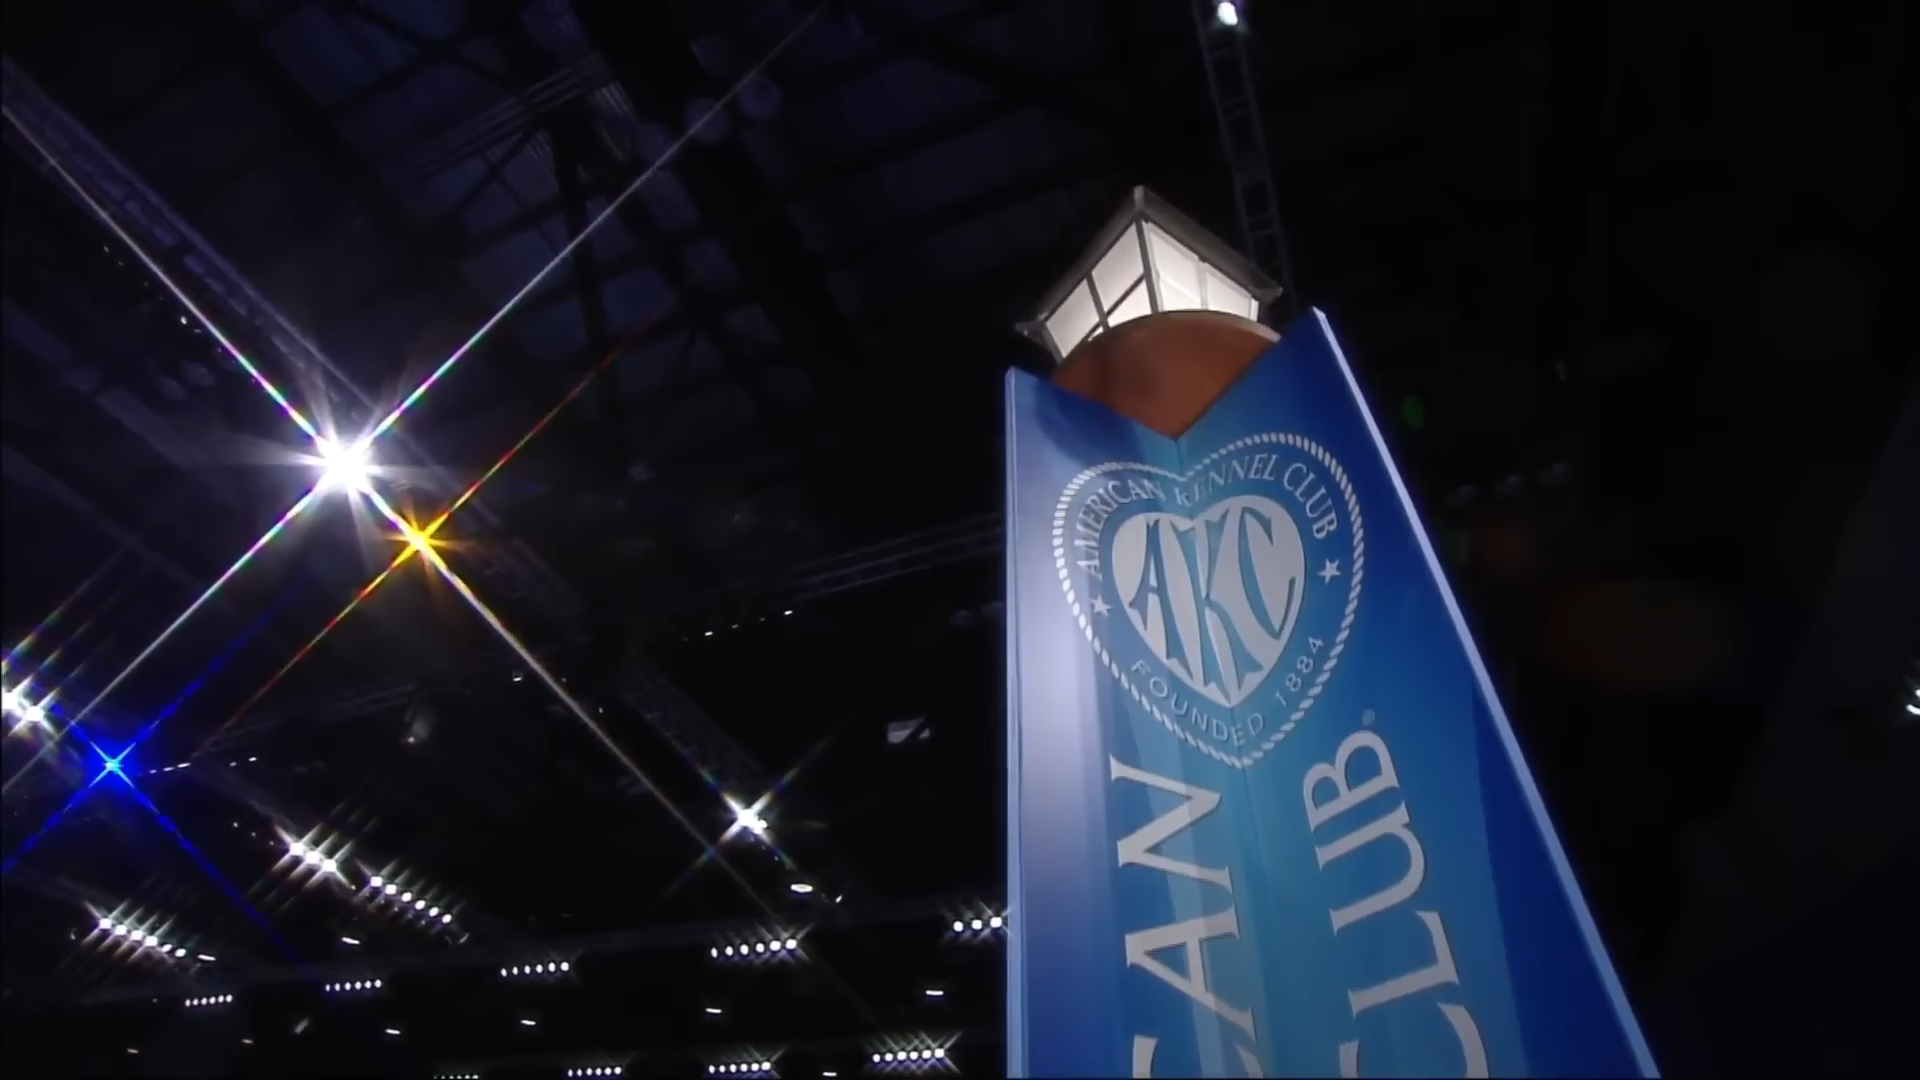 AMERICAN KENNEL CLUB
AKC
FOUNDED 1884
CAN
CLUB®